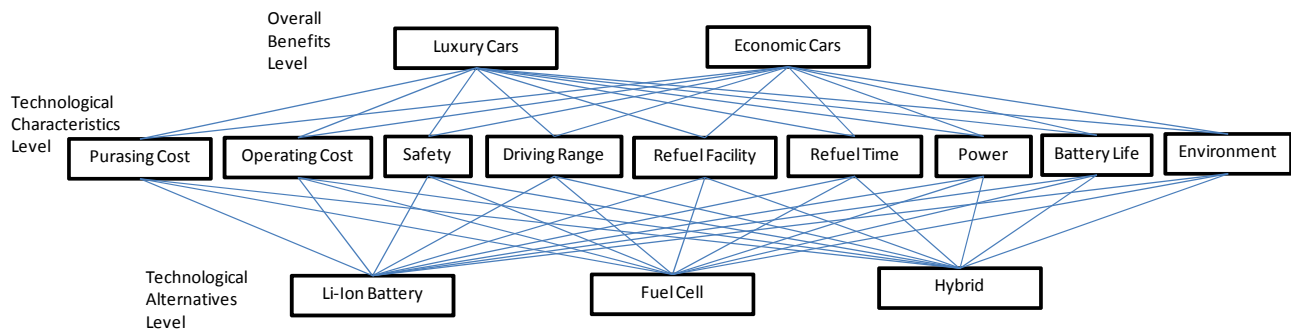 Overall
Benefits
Level
Luxury Cars
Economic Cars
Technological
Characteristics
Level
Purasing Cost
Operating Cost
Safety
Driving Range
Refuel Facility
Refuel Time
Power
Battery Life
Environment
Technological
Alternatives
Level
Li-Ion Battery
Fuel Cell
Hybrid